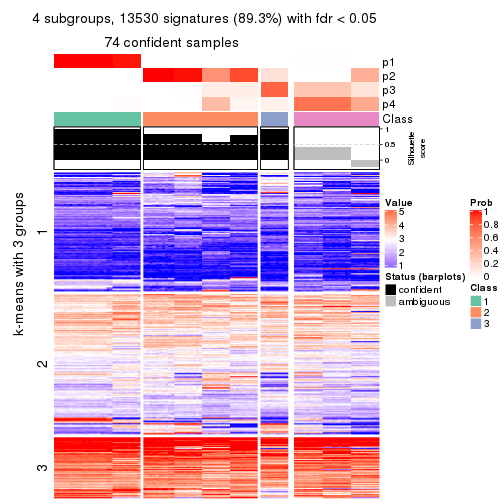 4 subgroups, 13530 signatures (89.3%) with fdr < 0.05
74 confident samples
p1
p2
p3
p4
Class
1
0.5
0
Silhouette
score
k-means with 3 groups
1
2
3
Value
5
4
3
2
1
Status (barplots)
confident
ambiguous
Prob
1
0.8
0.6
0.4
0.2
0
Class
1
2
3